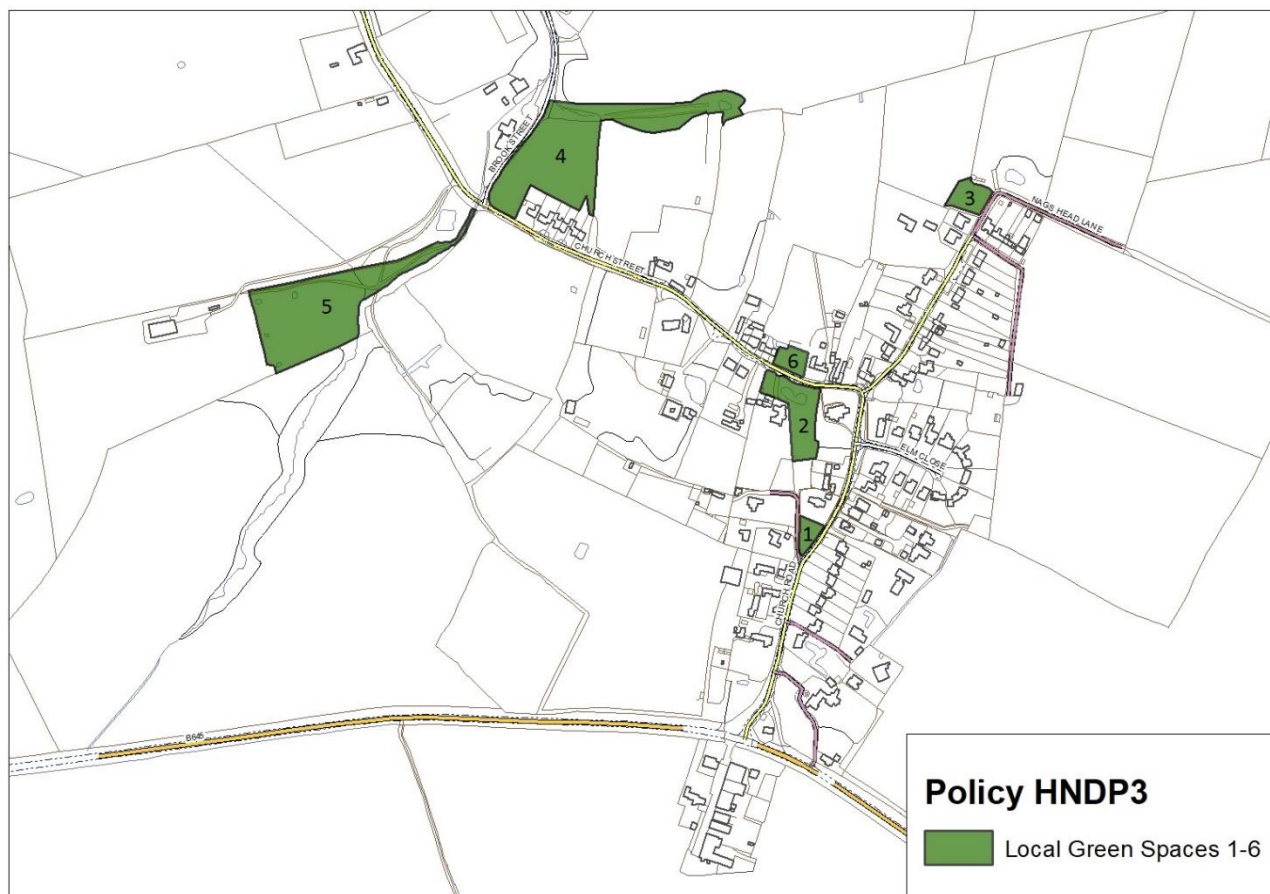 BROOK STREET
4
3
NAGS HEAD LANE
5
CHURCH STREET
6
2
ELM CLOSE
1
CHURCH ROAD
B645
Policy HNDP3
Local Green Spaces 1-6